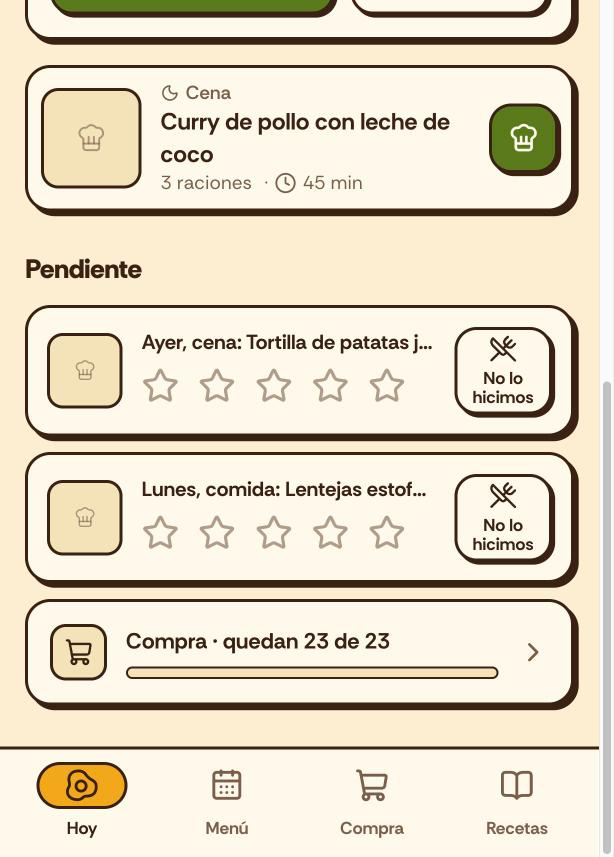 Cena
Curry de pollo con leche de
coco
3 raciones · 45 min
Pendiente
Ayer, cena: Tortilla de patatas j...
No lo
hicimos
Lunes, comida: Lentejas estof...
No lo
hicimos
Compra · quedan 23 de 23
Hoy
Menú
Compra
Recetas